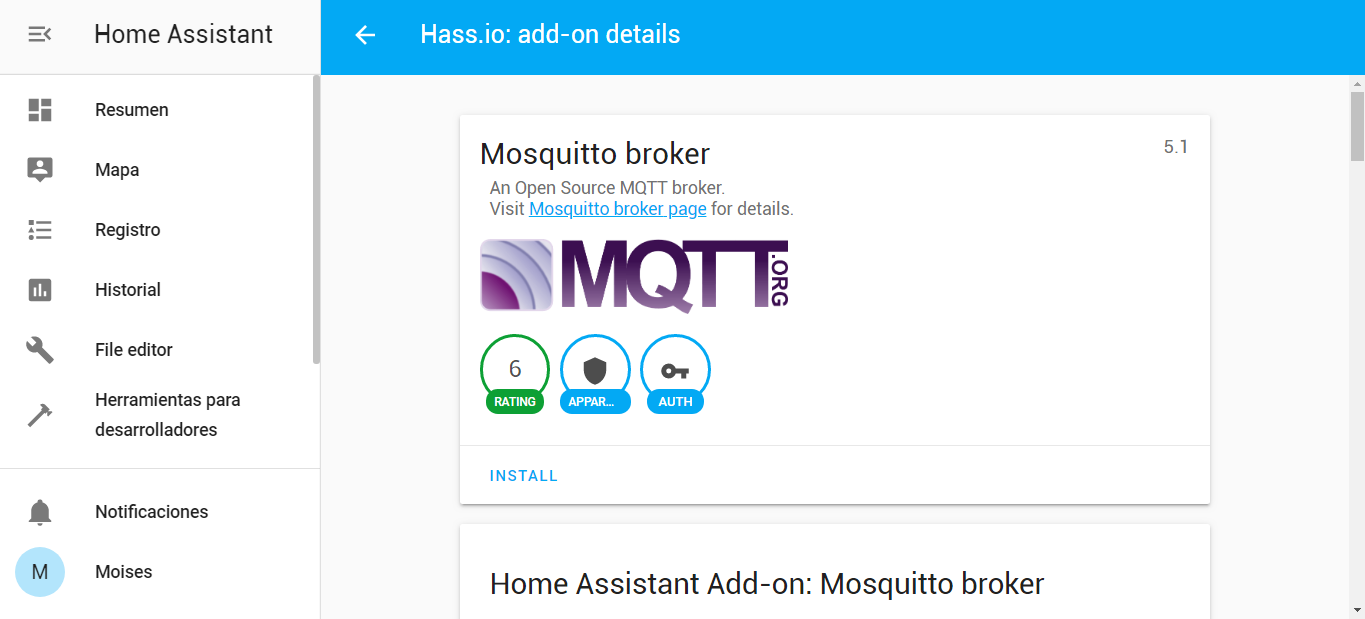 Home Assistant
Resumen
Mapa
Registro
Historial
File editor
Herramientas para
desarrolladores
Notificaciones
M
Moises
Hass.io: add-on details
Mosquitto broker
5.1
An Open Source MQTT broker.
Visit Mosquitto broker page for details.
MQTT.ORG
6
RATING
APPAR...
AUTH
INSTALL
Home Assistant Add-on: Mosquitto broker